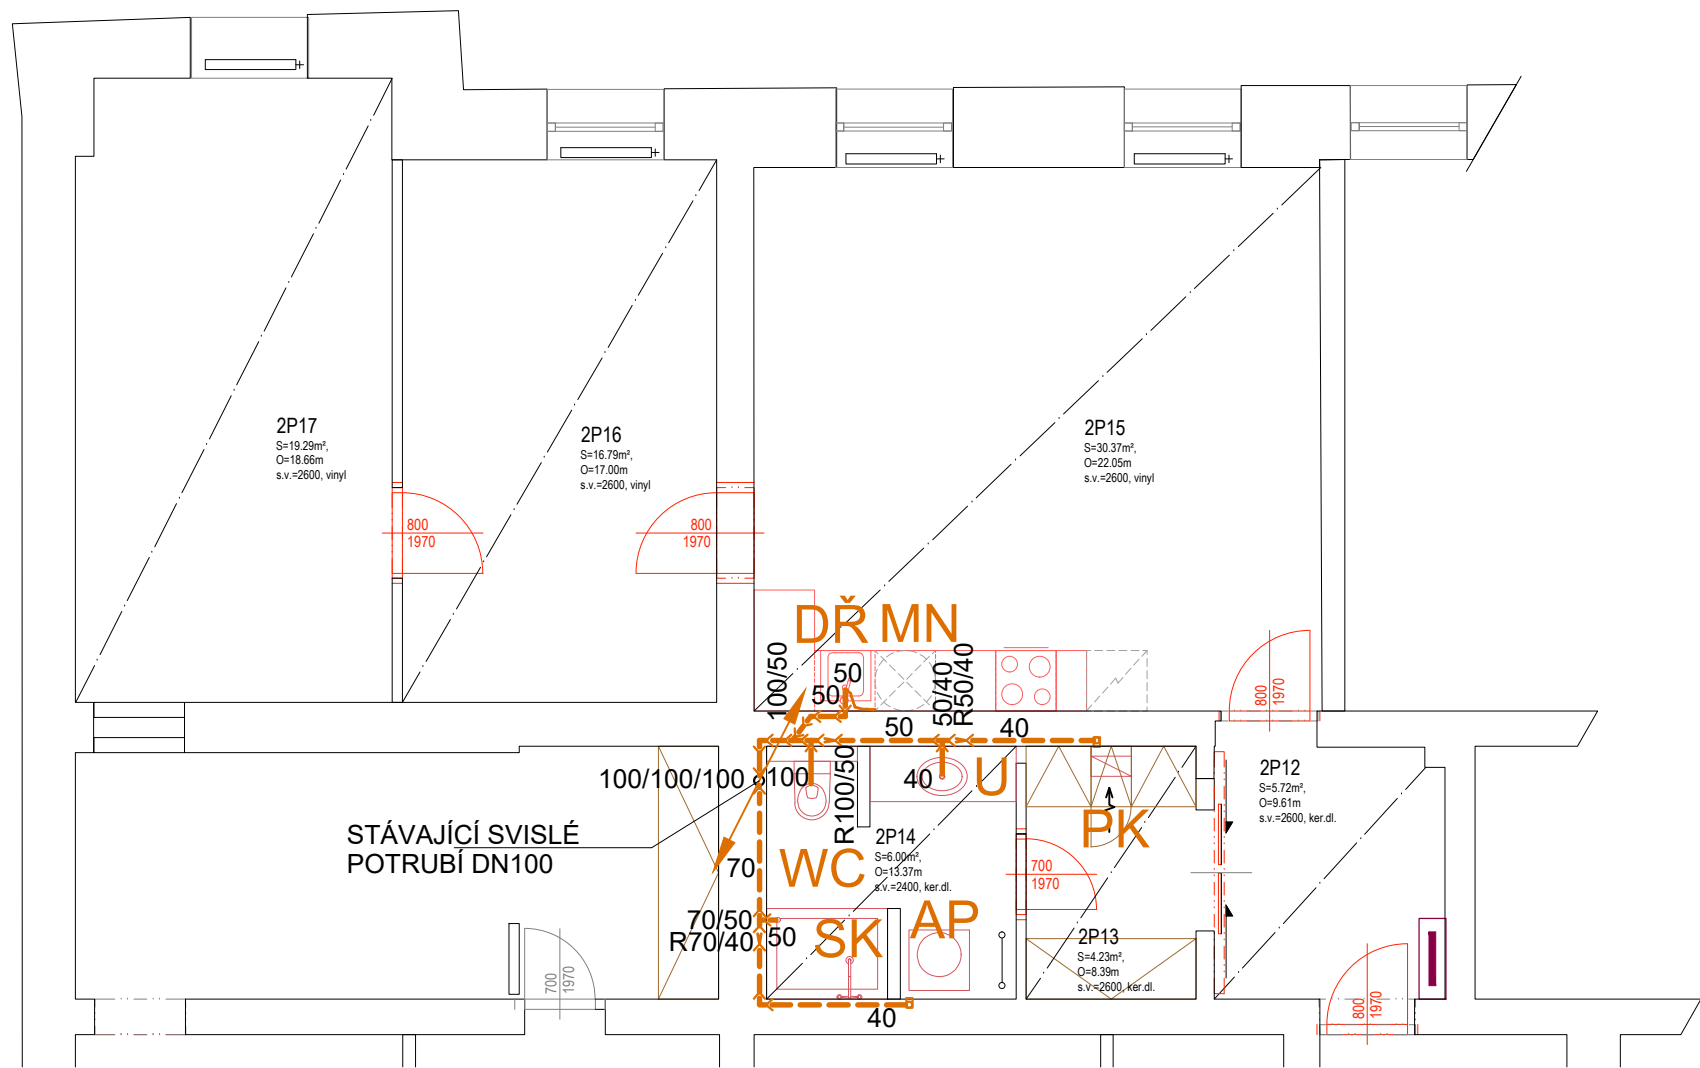 2P17
S=19.29m²,
O=18.66m
s.v.=2600, vinyl
2P16
S=16.79m²,
O=17.00m
s.v.=2600, vinyl
2P15
S=30.37m²,
O=22.05m
s.v.=2600, vinyl
800
1970
800
1970
DŘ MN
100/50
50
50
50/40
R50/40
50
40
800
1970
100/100/100
100
R100/50
40
U
2P12
S=5.72m²,
O=9.61m
s.v.=2600, ker.dl.
STÁVAJÍCÍ SVISLÉ
POTRUBÍ DN100
PK
2P14
S=6.00m²,
O=13.37m
s.v.=2400, ker.dl.
WC
70
700
1970
70/50
R70/40
50
SK
AP
2P13
S=4.23m²,
O=8.39m
s.v.=2600, ker.dl.
700
1970
40
800
1970